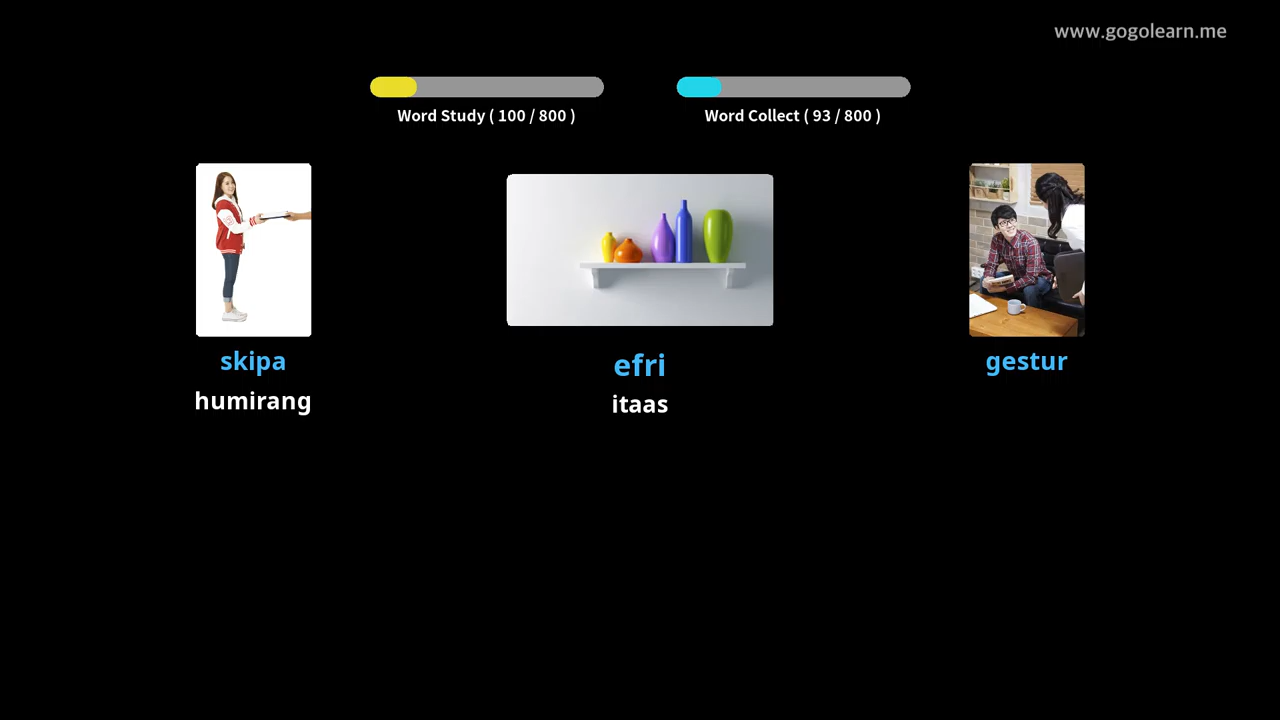 www.gogolearn.me
Word Study ( 100 / 800 )
Word Collect ( 93 / 800 )
skipa
humirang
efri
itaas
gestur